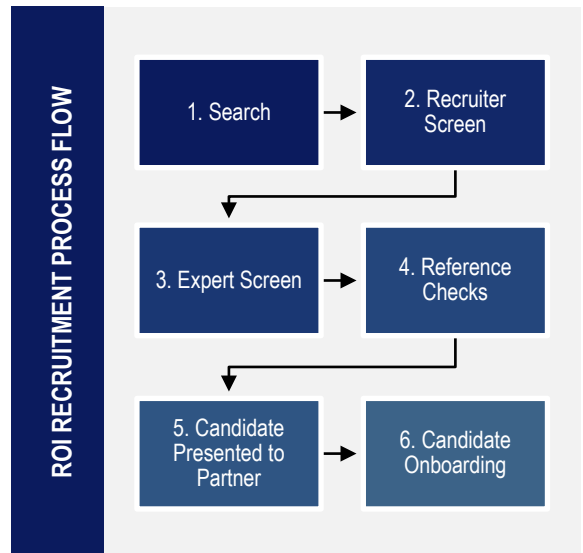 ROI RECRUITMENT PROCESS FLOW
1. Search
2. Recruiter
Screen
3. Expert Screen
4. Reference
Checks
5. Candidate
Presented to
Partner
6. Candidate
Onboarding